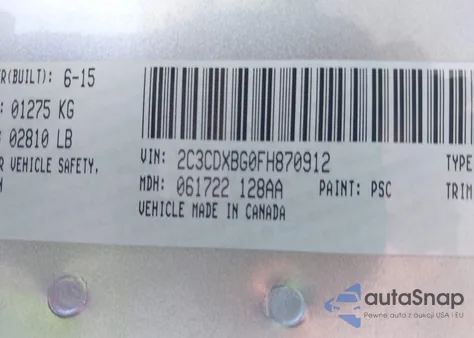 R(BUILT): 6-15
: 01275 KG
02810 LB
R VEHICLE SAFETY,
VIN: 2C3CDXBG0FH870912
TYPE
MDH: 061722 128AA PAINT: PSC
TRIM
VEHICLE MADE IN CANADA
autaSnap
Pewne auta z aukcji USA i EU